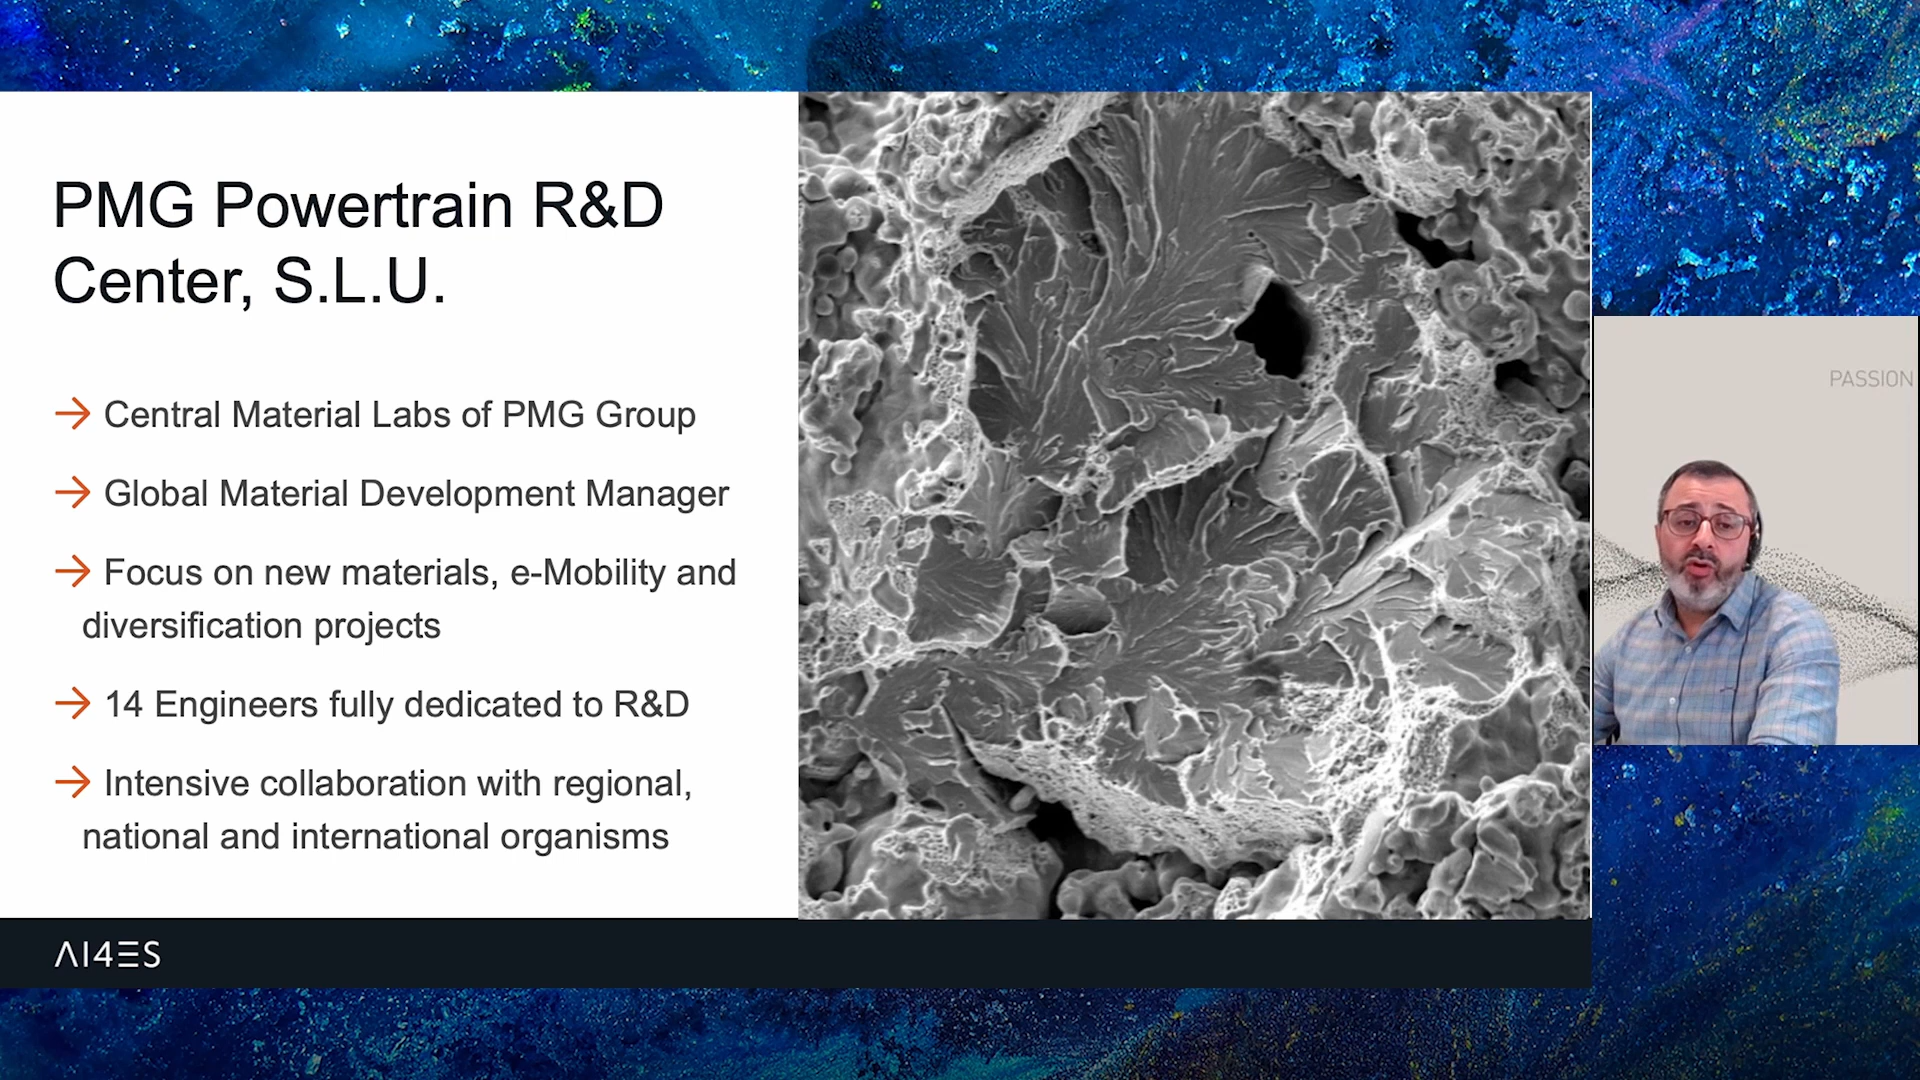 PMG Powertrain R&D
Center, S.L.U.
→ Central Material Labs of PMG Group
→ Global Material Development Manager
→ Focus on new materials, e-Mobility and
diversification projects
→ 14 Engineers fully dedicated to R&D
→ Intensive collaboration with regional,
national and international organisms
AI4ES
PASSION